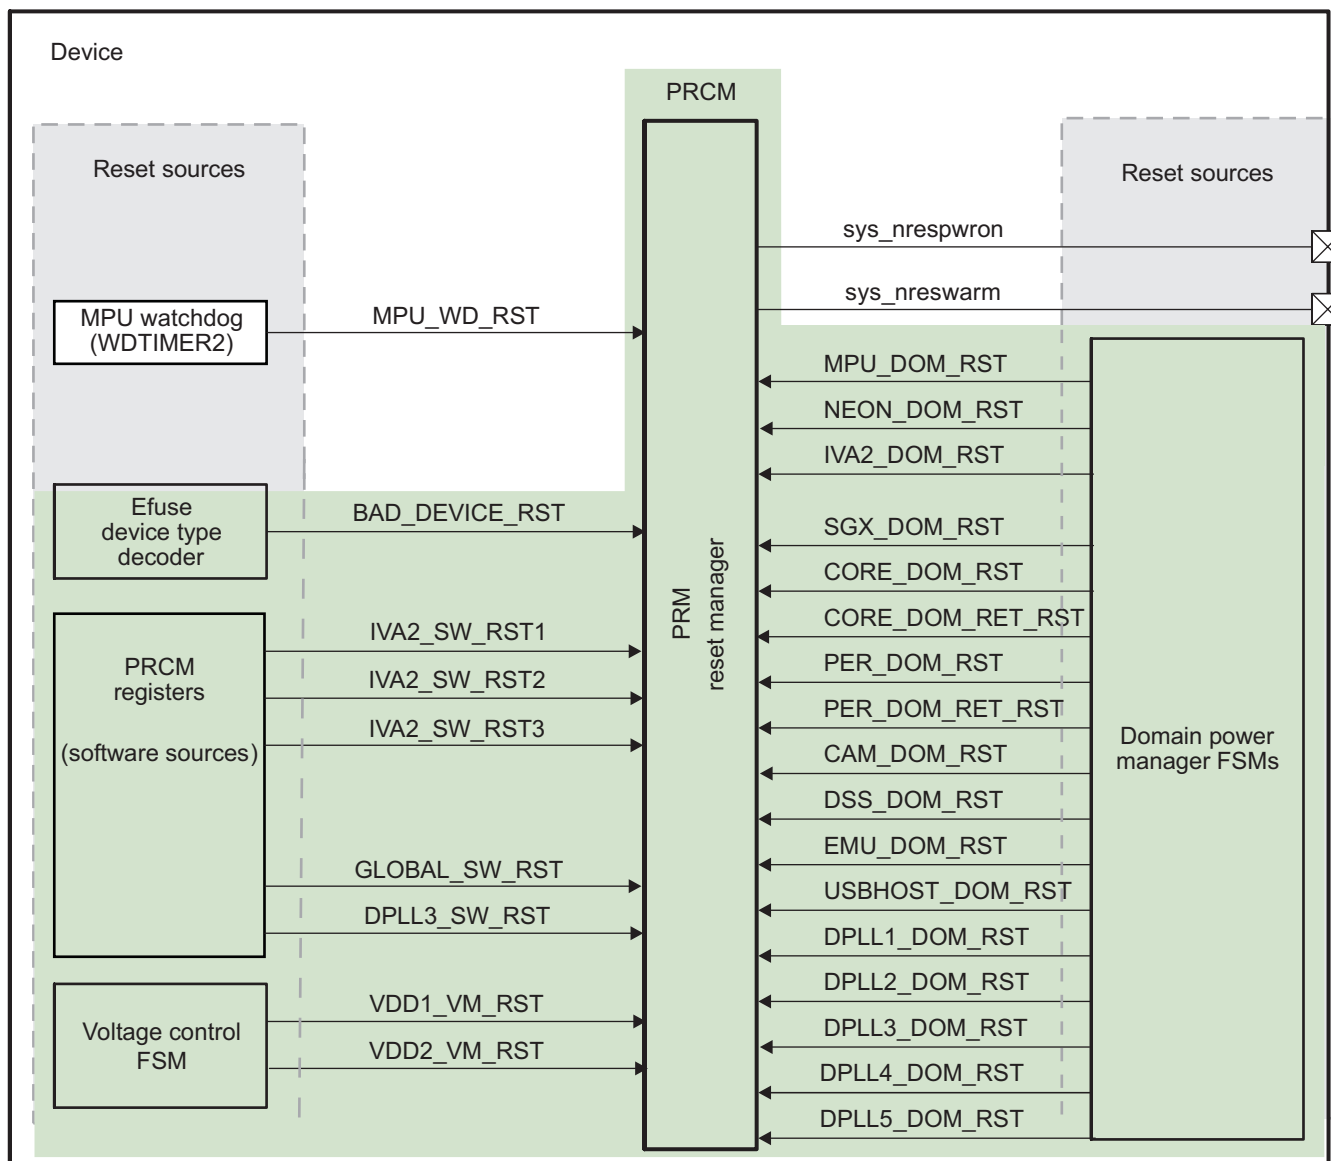 Device
PRCM
Reset sources
Reset sources
sys_nrespwron
sys_nreswarm
MPU watchdog
(WDTIMER2)
MPU_WD_RST
MPU_DOM_RST
NEON_DOM_RST
IVA2_DOM_RST
Efuse
device type
decoder
BAD_DEVICE_RST
SGX_DOM_RST
CORE_DOM_RST
CORE_DOM_RET_RST
PER_DOM_RST
PER_DOM_RET_RST
CAM_DOM_RST
DSS_DOM_RST
EMU_DOM_RST
USBHOST_DOM_RST
DPLL1_DOM_RST
DPLL2_DOM_RST
DPLL3_DOM_RST
DPLL4_DOM_RST
DPLL5_DOM_RST
PRM
reset manager
PRCM
registers
(software sources)
IVA2_SW_RST1
IVA2_SW_RST2
IVA2_SW_RST3
GLOBAL_SW_RST
DPLL3_SW_RST
Voltage control
FSM
VDD1_VM_RST
VDD2_VM_RST
Domain power
manager FSMs